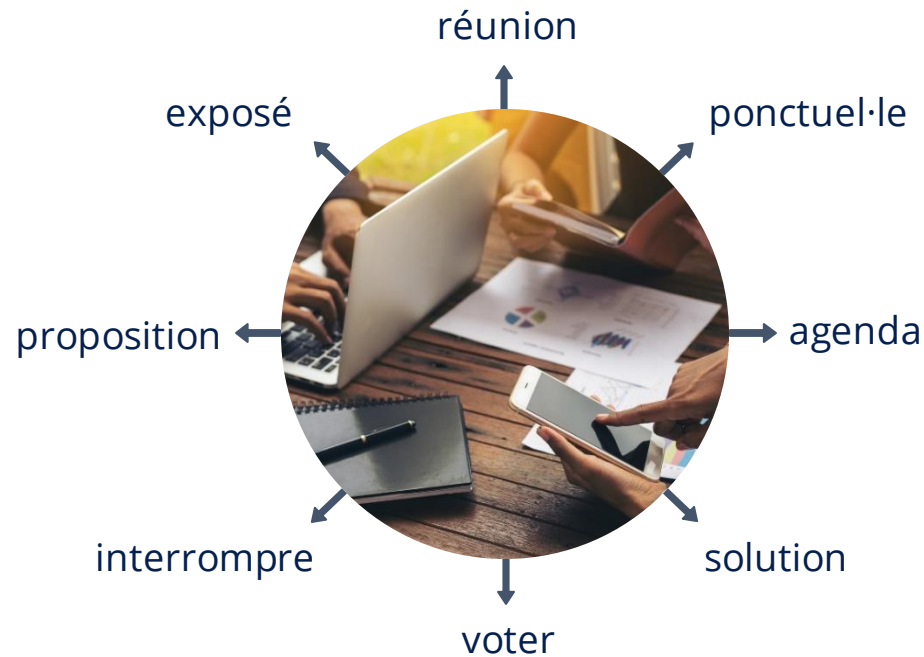 réunion
exposé
ponctuel·le
proposition
agenda
interrompre
solution
voter